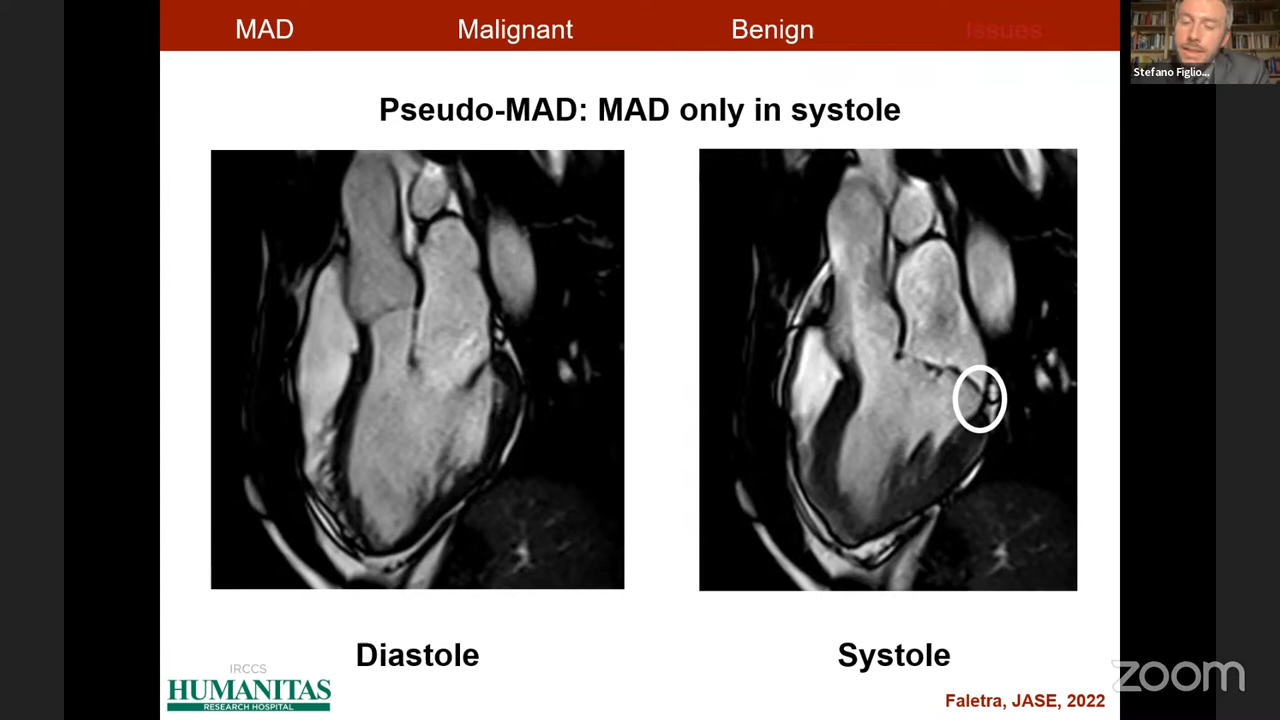 MAD Malignant Benign Issues
Stefano Figlio...
Pseudo-MAD: MAD only in systole
Diastole Systole
IRCCS
HUMANITAS
RESEARCH HOSPITAL
Faletra, JASE, 2022
zoom